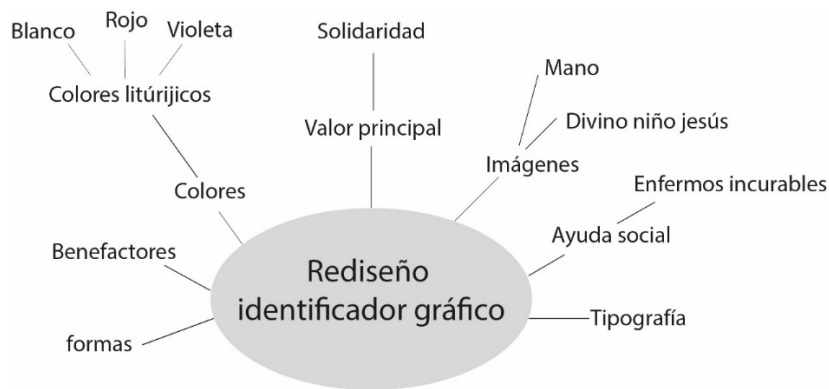 Blanco
Rojo
Violeta
Colores litúrijicos
Colores
Solidaridad
Valor principal
Mano
Divino niño jesús
Imágenes
Enfermos incurables
Ayuda social
Benefactores
formas
Tipografía
Rediseño
identificador gráfico